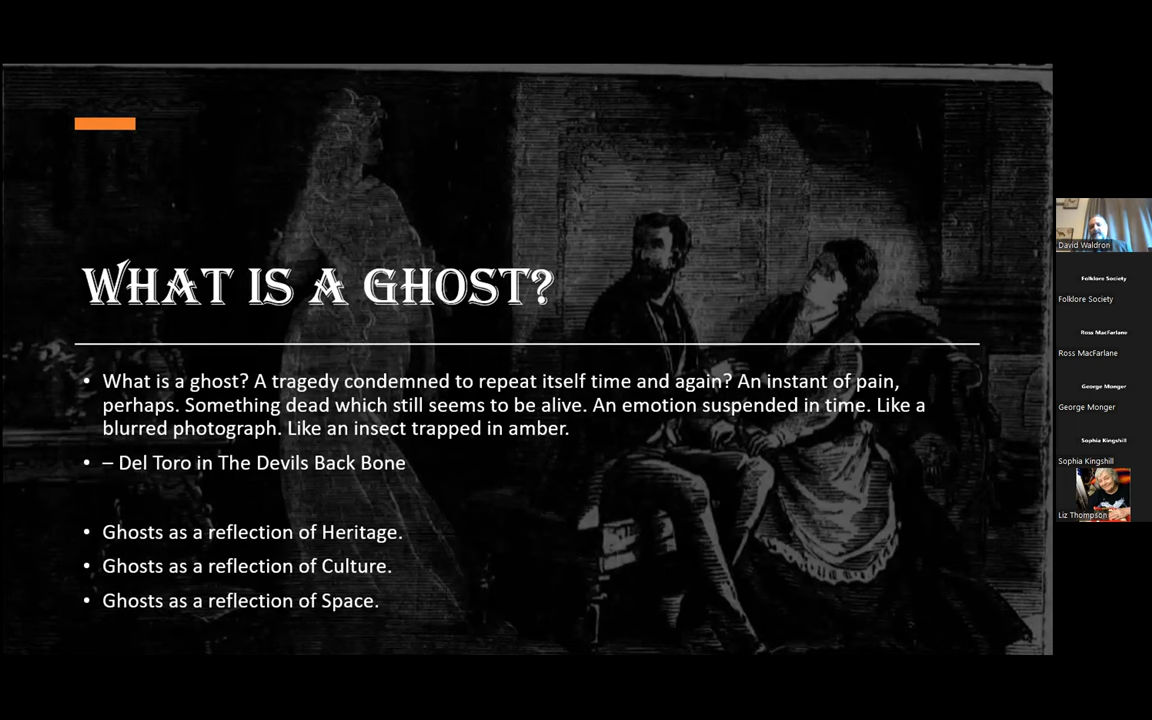 WHAT IS A GHOST?
• What is a ghost? A tragedy condemned to repeat itself time and again? An instant of pain,
perhaps. Something dead which still seems to be alive. An emotion suspended in time. Like a
blurred photograph. Like an insect trapped in amber.
• – Del Toro in The Devils Back Bone
• Ghosts as a reflection of Heritage.
• Ghosts as a reflection of Culture.
• Ghosts as a reflection of Space.
David Waldron
Folklore Society
Folklore Society
Ross MacFarlane
Ross MacFarlane
George Monger
George Monger
Sophia Kingshill
Sophia Kingshill
Liz Thompson